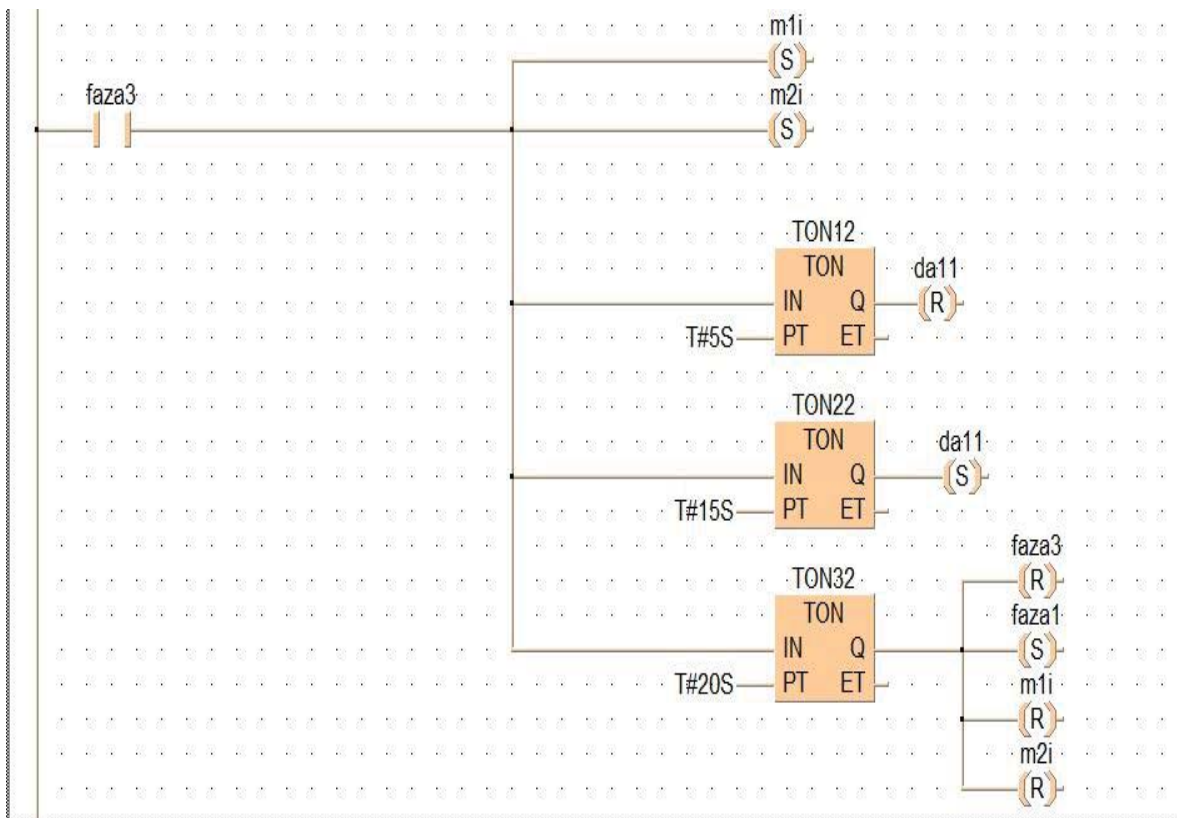 m1i
(S)
faza3
m2i
(S)
TON12
TON
da11
IN Q
(R)
T#5S
PT ET
TON22
TON
da11
IN Q
(S)
T#15S
PT ET
faza3
TON32
(R)
TON
faza1
IN Q
(S)
T#20S
PT ET
m1i
(R)
m2i
(R)